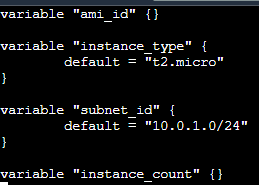 variable "ami_id" {}
variable "instance_type" {
        default = "t2.micro"
}
variable "subnet_id" {
        default = "10.0.1.0/24"
}
variable "instance_count" {}